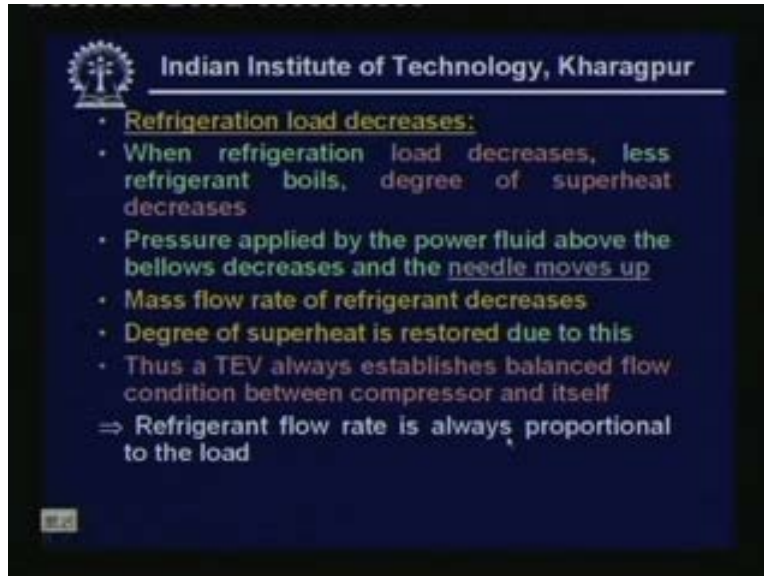 Indian Institute of Technology, Kharagpur
• Refrigeration load decreases:
• When refrigeration load decreases, less
refrigerant boils, degree of superheat
decreases
• Pressure applied by the power fluid above the
bellows decreases and the needle moves up
• Mass flow rate of refrigerant decreases
• Degree of superheat is restored due to this
• Thus a TEV always establishes balanced flow
condition between compressor and itself
⇒ Refrigerant flow rate is always proportional
to the load